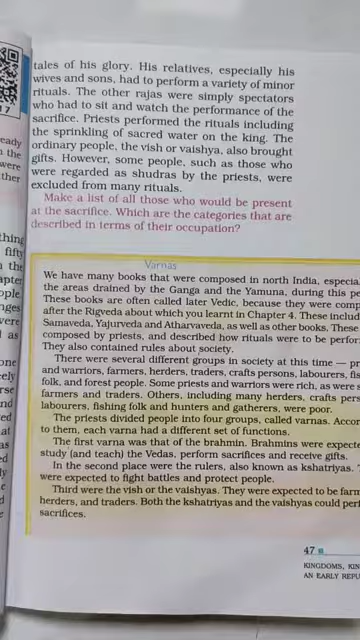 17
tales of his glory. His relatives, especially his
wives and sons, had to perform a variety of minor
rituals. The other rajas were simply spectators
who had to sit and watch the performance of the
sacrifice. Priests performed the rituals including
the sprinkling of sacred water on the king. The
ordinary people, the vish or vaishya, also brought
gifts. However, some people, such as those who
were regarded as shudras by the priests, were
excluded from many rituals.
Make a list of all those who would be present
at the sacrifice. Which are the categories that are
described in terms of their occupation?
Varnas
We have many books that were composed in north India, especia
the areas drained by the Ganga and the Yamuna, during this pe
These books are often called later Vedic, because they were comp
after the Rigveda about which you learnt in Chapter 4. These includ
Samaveda, Yajurveda and Atharvaveda, as well as other books. These
composed by priests, and described how rituals were to be perfor
They also contained rules about society.
There were several different groups in society at this time — pr
and warriors, farmers, herders, traders, crafts persons, labourers, fis
folk, and forest people. Some priests and warriors were rich, as were s
farmers and traders. Others, including many herders, crafts pers
labourers, fishing folk and hunters and gatherers, were poor.
The priests divided people into four groups, called varnas. Accor
to them, each varna had a different set of functions.
The first varna was that of the brahmin. Brahmins were expecte
study (and teach) the Vedas, perform sacrifices and receive gifts.
In the second place were the rulers, also known as kshatriyas.
were expected to fight battles and protect people.
Third were the vish or the vaishyas. They were expected to be farm
herders, and traders. Both the kshatriyas and the vaishyas could perf
sacrifices.
47
KINGDOMS, KIN
AN EARLY REPU